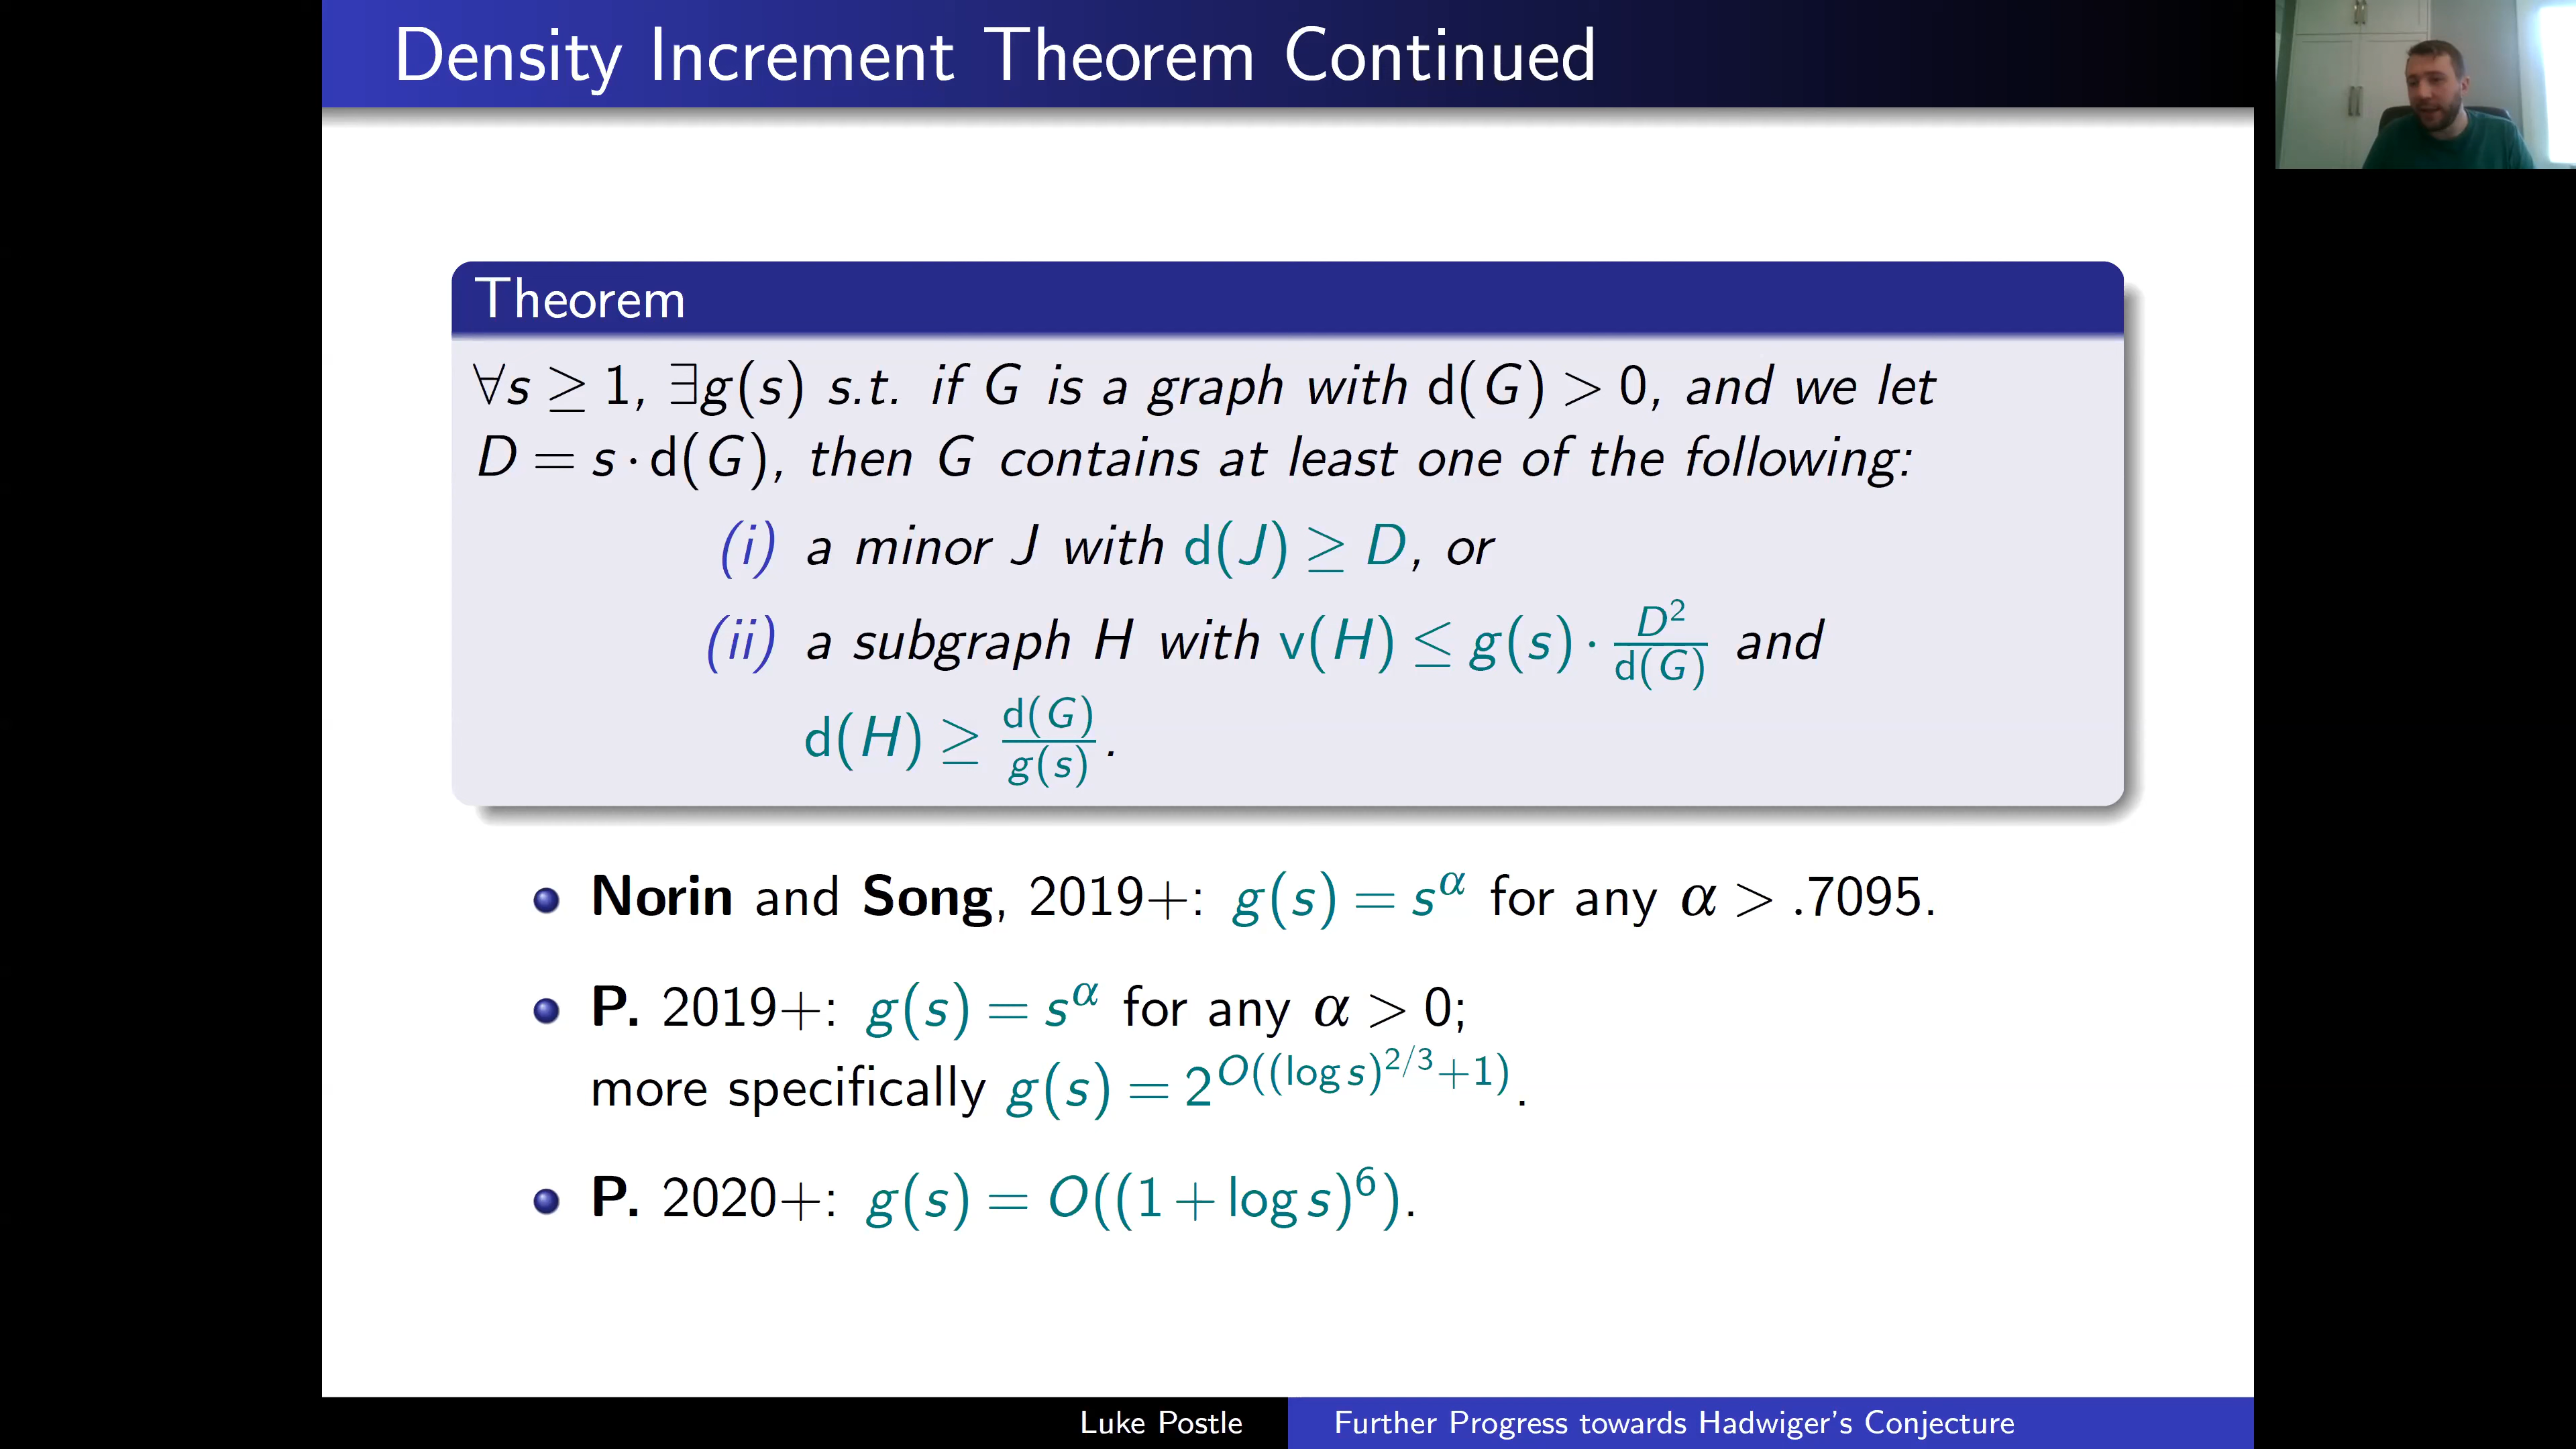 Density Increment Theorem Continued
Theorem
∀s ≥ 1, ∃g(s) s.t. if G is a graph with d(G) > 0, and we let
D = s · d(G), then G contains at least one of the following:
(i) a minor J with d(J) ≥ D, or
(ii) a subgraph H with v(H) ≤ g(s) · D²/d(G) and
d(H) ≥ d(G)/g(s).
Norin and Song, 2019+: g(s) = s^α for any α > .7095.
P. 2019+: g(s) = s^α for any α > 0;
more specifically g(s) = 2^{O((log s)^{2/3}+1)}.
P. 2020+: g(s) = O((1 + log s)⁶).
Luke Postle
Further Progress towards Hadwiger's Conjecture